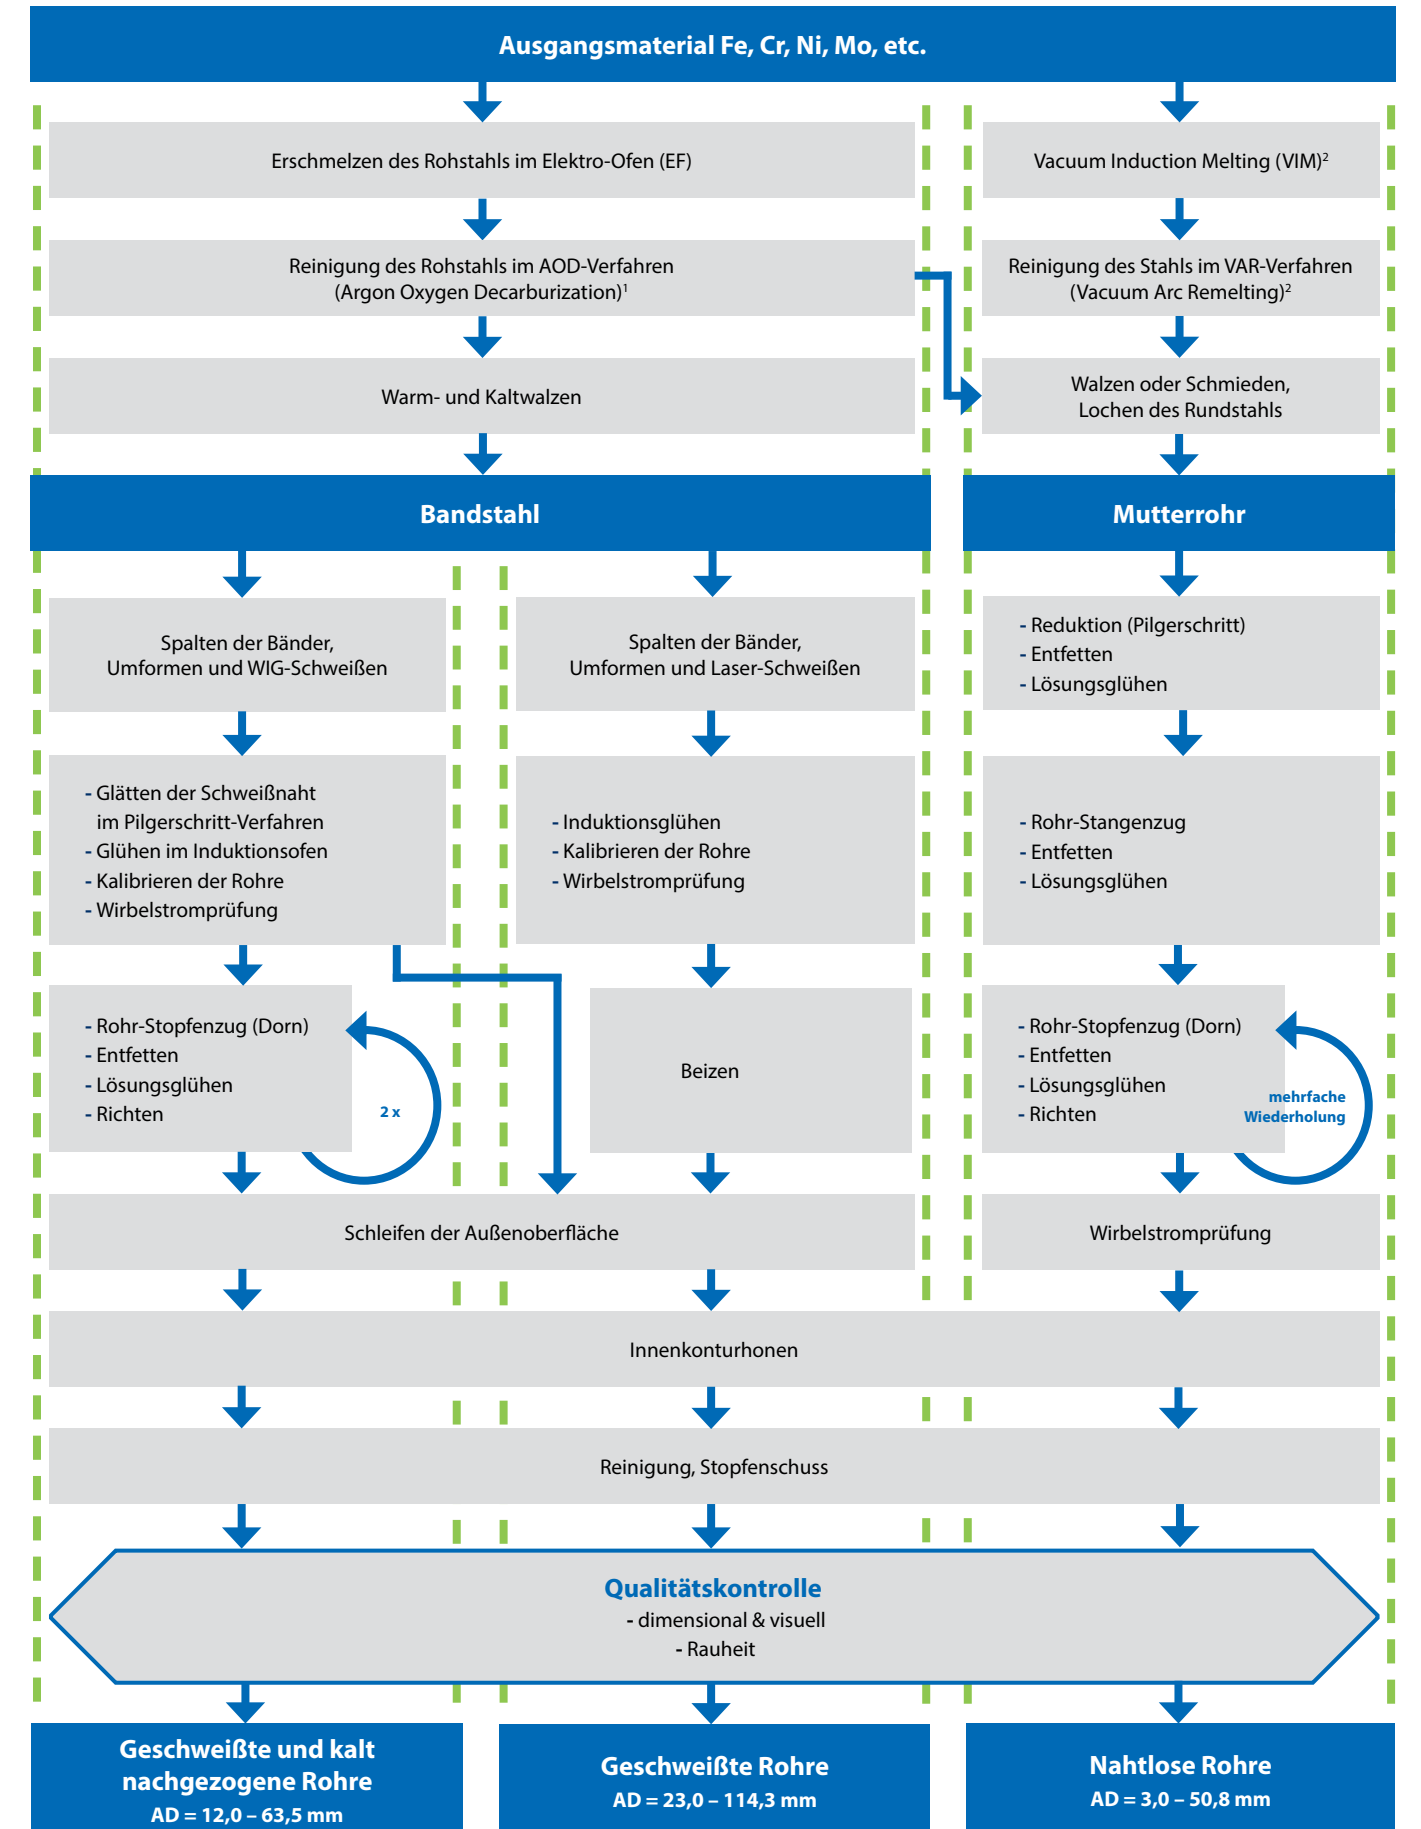 Ausgangsmaterial Fe, Cr, Ni, Mo, etc.
Erschmelzen des Rohstahls im Elektro-Ofen (EF)
Vacuum Induction Melting (VIM)²
Reinigung des Rohstahls im AOD-Verfahren
(Argon Oxygen Decarburization)¹
Reinigung des Stahls im VAR-Verfahren
(Vacuum Arc Remelting)²
Warm- und Kaltwalzen
Walzen oder Schmieden,
Lochen des Rundstahls
Bandstahl
Mutterrohr
Spalten der Bänder,
Umformen und WIG-Schweißen
Spalten der Bänder,
Umformen und Laser-Schweißen
- Reduktion (Pilgerschritt)
- Entfetten
- Lösungsglühen
- Glätten der Schweißnaht
im Pilgerschritt-Verfahren
- Glühen im Induktionsofen
- Kalibrieren der Rohre
- Wirbelstromprüfung
- Induktionsglühen
- Kalibrieren der Rohre
- Wirbelstromprüfung
- Rohr-Stangenzug
- Entfetten
- Lösungsglühen
- Rohr-Stopfenzug (Dorn)
- Entfetten
- Lösungsglühen
- Richten
2 x
Beizen
- Rohr-Stopfenzug (Dorn)
- Entfetten
- Lösungsglühen
- Richten
mehrfache
Wiederholung
Schleifen der Außenoberfläche
Wirbelstromprüfung
Innenkonturhonen
Reinigung, Stopfenschuss
Qualitätskontrolle
- dimensional & visuell
- Rauheit
Geschweißte und kalt
nachgezogene Rohre
AD = 12,0 – 63,5 mm
Geschweißte Rohre
AD = 23,0 – 114,3 mm
Nahtlose Rohre
AD = 3,0 – 50,8 mm